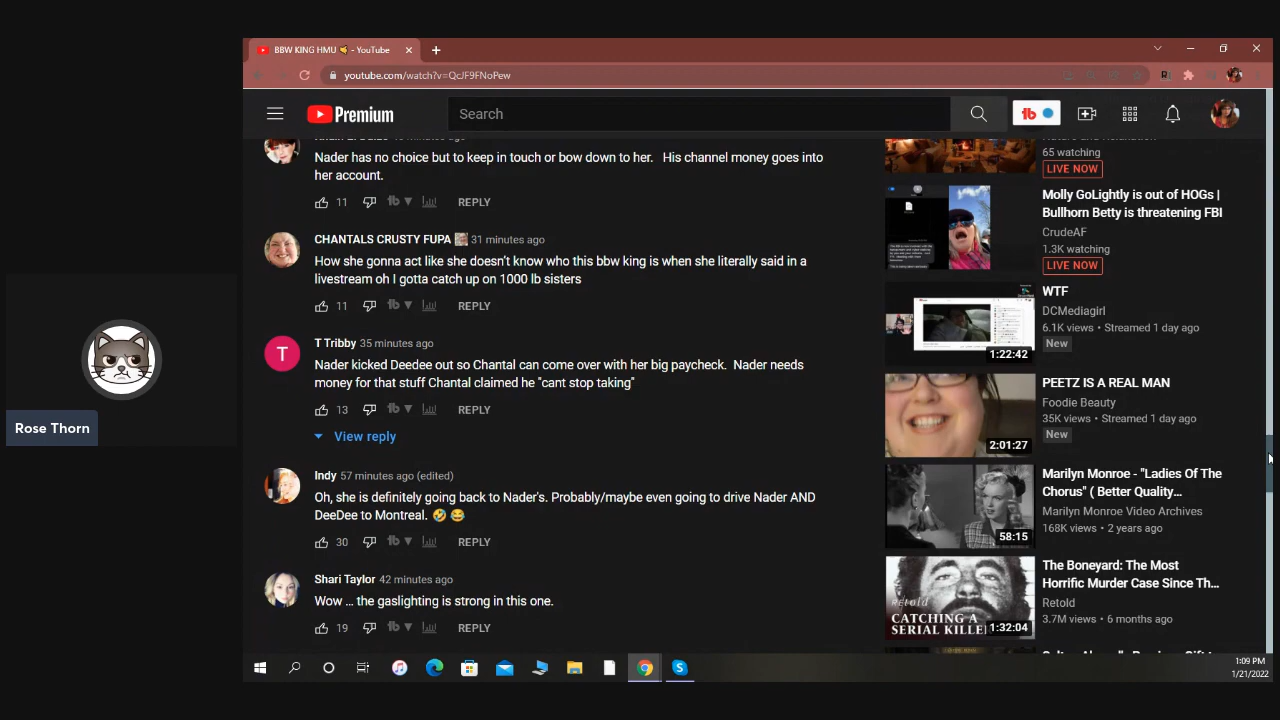 BBW KING HMU - YouTube
youtube.com/watch?v=QcJF9FNoPew
Premium
Search
tb
minutes ago
Nader has no choice but to keep in touch or bow down to her. His channel money goes into
her account.
11
tb
REPLY
CHANTALS CRUSTY FUPA 31 minutes ago
How she gonna act like she doesn't know who this bbw king is when she literally said in a
livestream oh I gotta catch up on 1000 lb sisters
11
tb
REPLY
T
T Tribby 35 minutes ago
Nader kicked Deedee out so Chantal can come over with her big paycheck. Nader needs
money for that stuff Chantal claimed he "cant stop taking"
13
tb
REPLY
View reply
Indy 57 minutes ago (edited)
Oh, she is definitely going back to Nader's. Probably/maybe even going to drive Nader AND
DeeDee to Montreal. 🤣 😂
30
tb
REPLY
Shari Taylor 42 minutes ago
Wow ... the gaslighting is strong in this one.
19
tb
REPLY
65 watching
LIVE NOW
Molly GoLightly is out of HOGs |
Bullhorn Betty is threatening FBI
CrudeAF
1.3K watching
LIVE NOW
WTF
DCMediagirl
6.1K views • Streamed 1 day ago
New
1:22:42
PEETZ IS A REAL MAN
Foodie Beauty
35K views • Streamed 1 day ago
New
2:01:27
Marilyn Monroe - "Ladies Of The
Chorus" ( Better Quality...
Marilyn Monroe Video Archives
168K views • 2 years ago
58:15
The Boneyard: The Most
Horrific Murder Case Since Th...
Retold
3.7M views • 6 months ago
Retold
CATCHING A
SERIAL KILLE
1:32:04
Rose Thorn
1:09 PM
1/21/2022